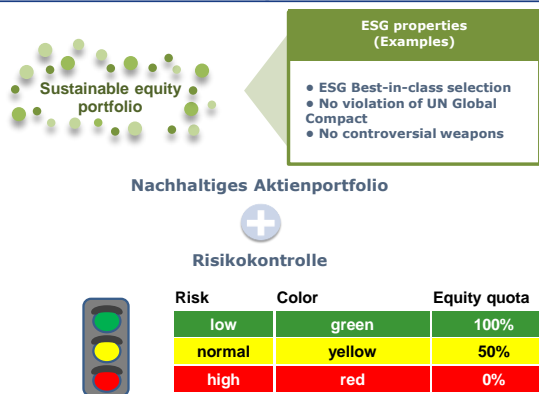 ESG properties
(Examples)
Sustainable equity
portfolio
● ESG Best-in-class selection
● No violation of UN Global
Compact
● No controversial weapons
Nachhaltiges Aktienportfolio
Risikokontrolle
Risk Color Equity quota
low green 100%
normal yellow 50%
high red 0%